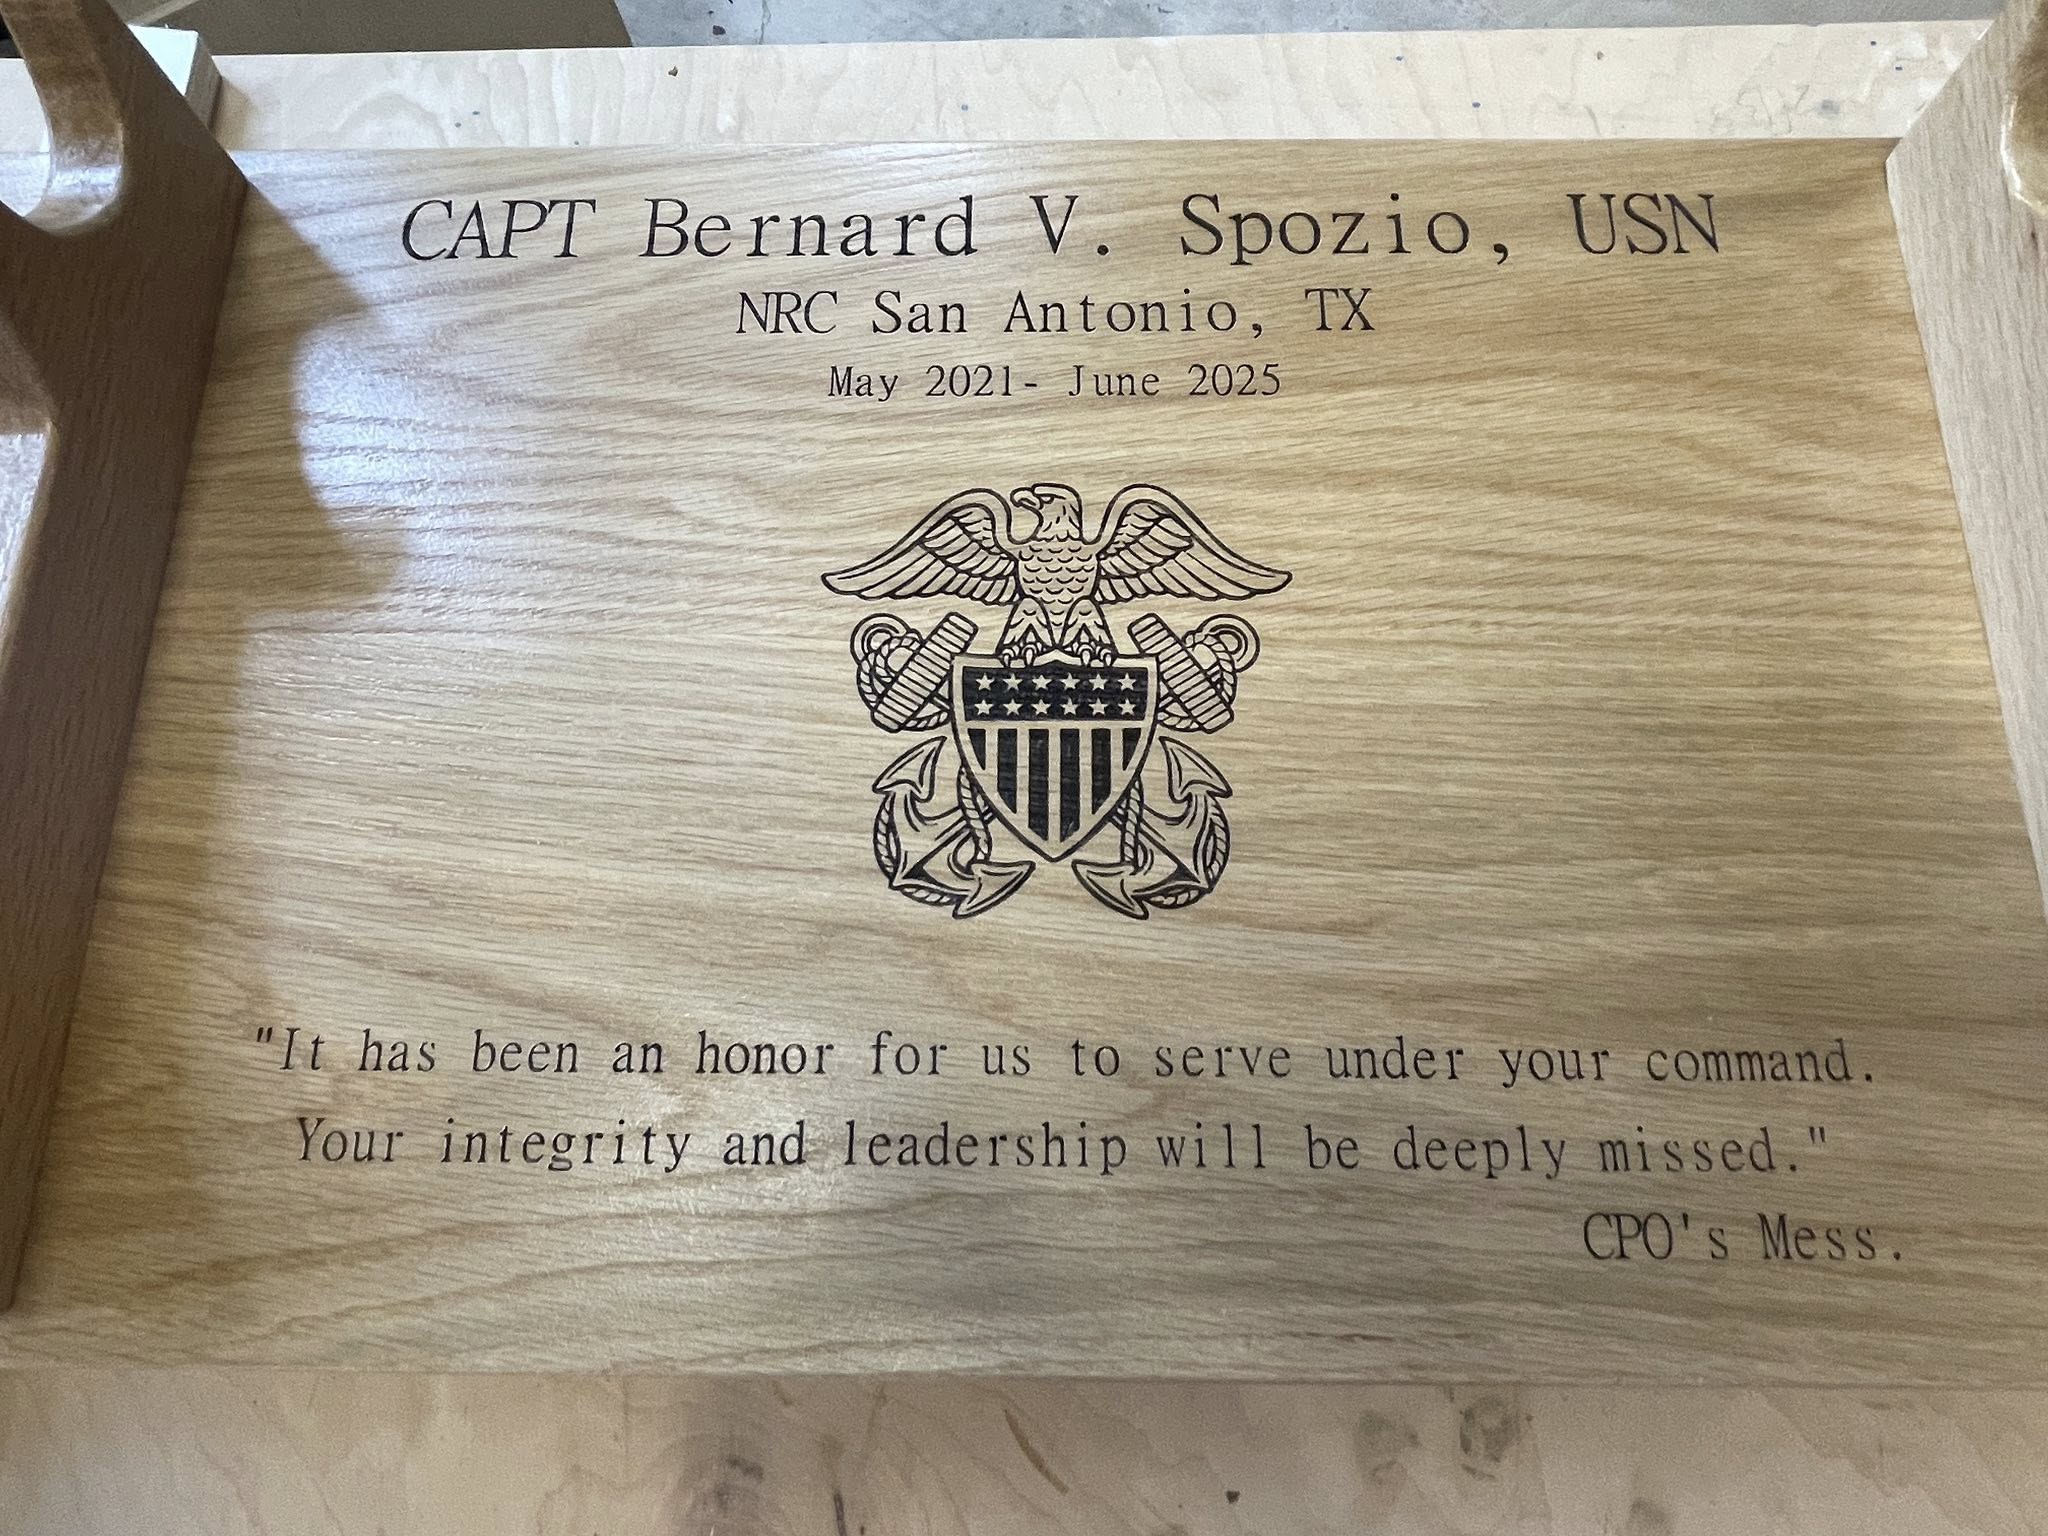 CAPT Bernard V. Spozio, USN
NRC San Antonio, TX
May 2021- June 2025
"It has been an honor for us to serve under your command.
Your integrity and leadership will be deeply missed."
CPO's Mess.